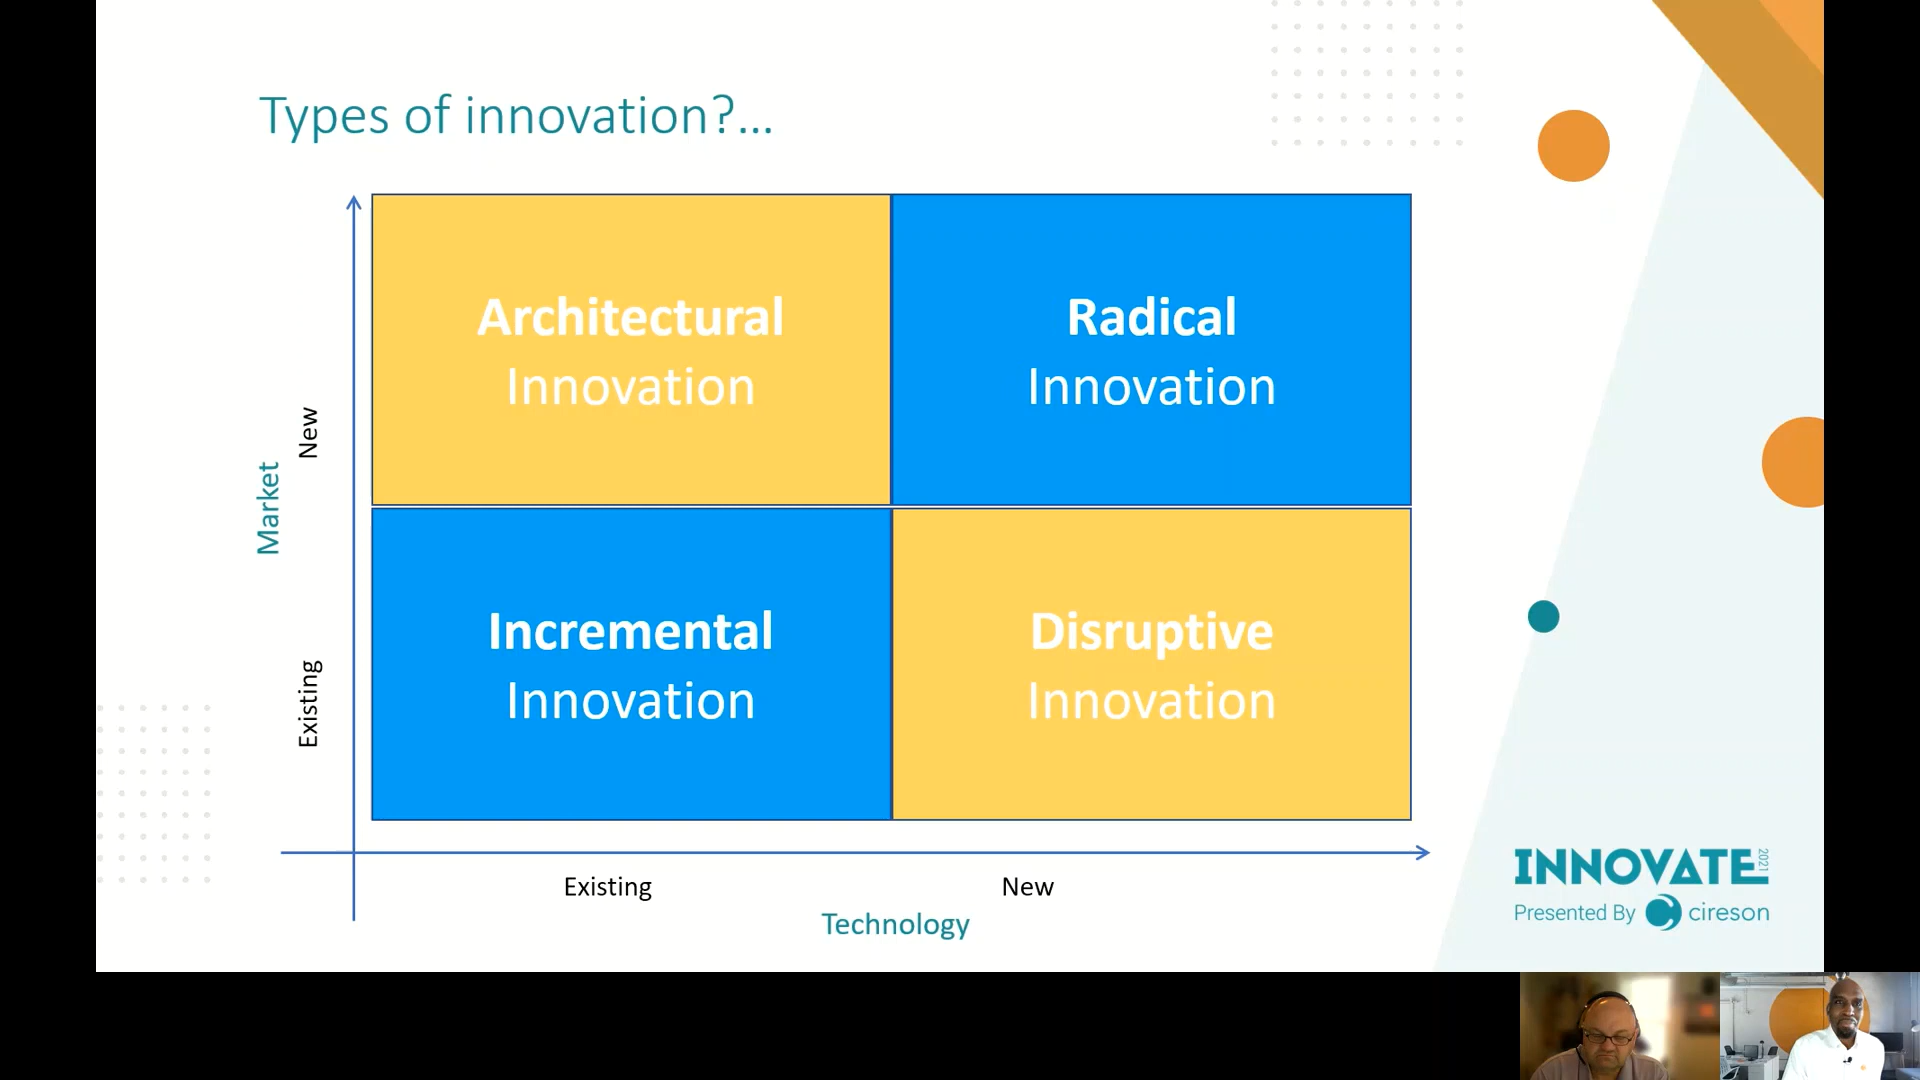 Types of innovation?...
Architectural
Innovation
Radical
Innovation
New
Market
Existing
Incremental
Innovation
Disruptive
Innovation
Existing
New
Technology
INNOVATE 2021
Presented By cireson